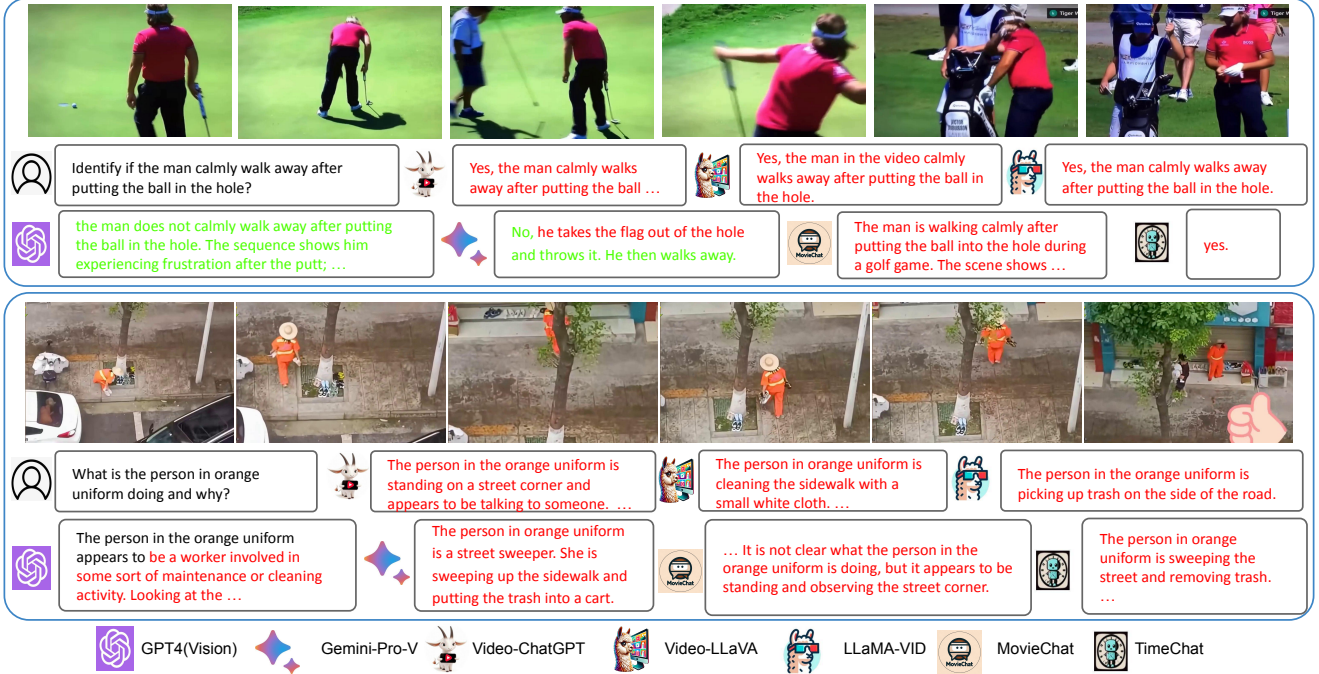 Tiger W
Tiger W
VICTOR
Identify if the man calmly walk away after
putting the ball in the hole?
Yes, the man calmly walks
away after putting the ball ...
Yes, the man in the video calmly
walks away after putting the ball in
the hole.
Yes, the man calmly walks away
after putting the ball in the hole.
the man does not calmly walk away after putting
the ball in the hole. The sequence shows him
experiencing frustration after the putt; ...
No, he takes the flag out of the hole
and throws it. He then walks away.
MovieChat
The man is walking calmly after
putting the ball into the hole during
a golf game. The scene shows ...
yes.
What is the person in orange
uniform doing and why?
The person in the orange uniform is
standing on a street corner and
appears to be talking to someone. ...
The person in orange uniform is
cleaning the sidewalk with a
small white cloth. ...
The person in the orange uniform is
picking up trash on the side of the road.
The person in the orange uniform
appears to be a worker involved in
some sort of maintenance or cleaning
activity. Looking at the ...
The person in orange uniform
is a street sweeper. She is
sweeping up the sidewalk and
putting the trash into a cart.
MovieChat
... It is not clear what the person in the
orange uniform is doing, but it appears to be
standing and observing the street corner.
The person in orange
uniform is sweeping the
street and removing trash.
...
GPT4(Vision)
Gemini-Pro-V
Video-ChatGPT
Video-LLaVA
LLaMA-VID
MovieChat
MovieChat
TimeChat